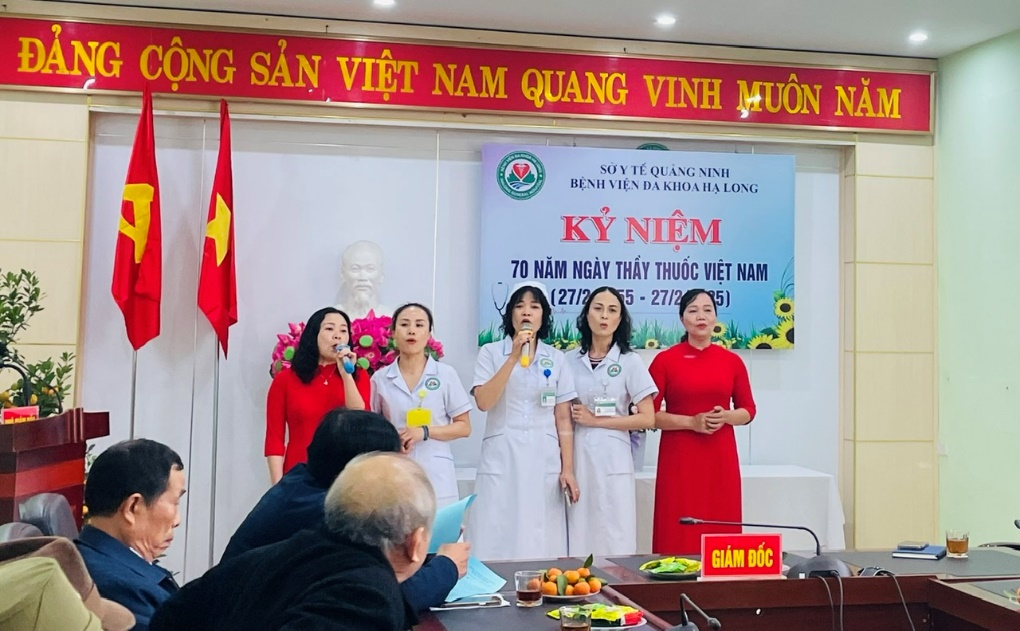 ĐẢNG CỘNG SẢN VIỆT NAM QUANG VINH MUÔN NĂM
SỞ Y TẾ QUẢNG NINH
BỆNH VIỆN ĐA KHOA HẠ LONG
KỶ NIỆM
70 NĂM NGÀY THẦY THUỐC VIỆT NAM
GIÁM ĐỐC